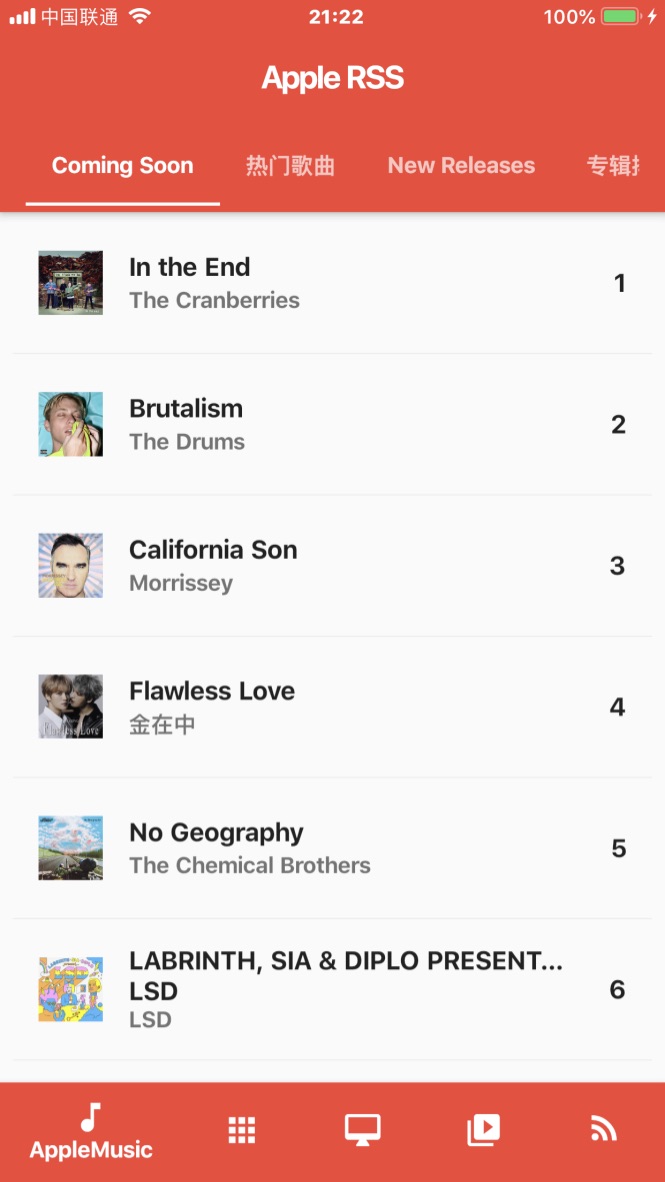 中国联通
21:22
100%
Apple RSS
Coming Soon
热门歌曲
New Releases
专辑
In the End
The Cranberries
1
Brutalism
The Drums
2
California Son
Morrissey
3
Flawless Love
金在中
4
No Geography
The Chemical Brothers
5
LABRINTH, SIA & DIPLO PRESENT...
LSD
LSD
6
AppleMusic